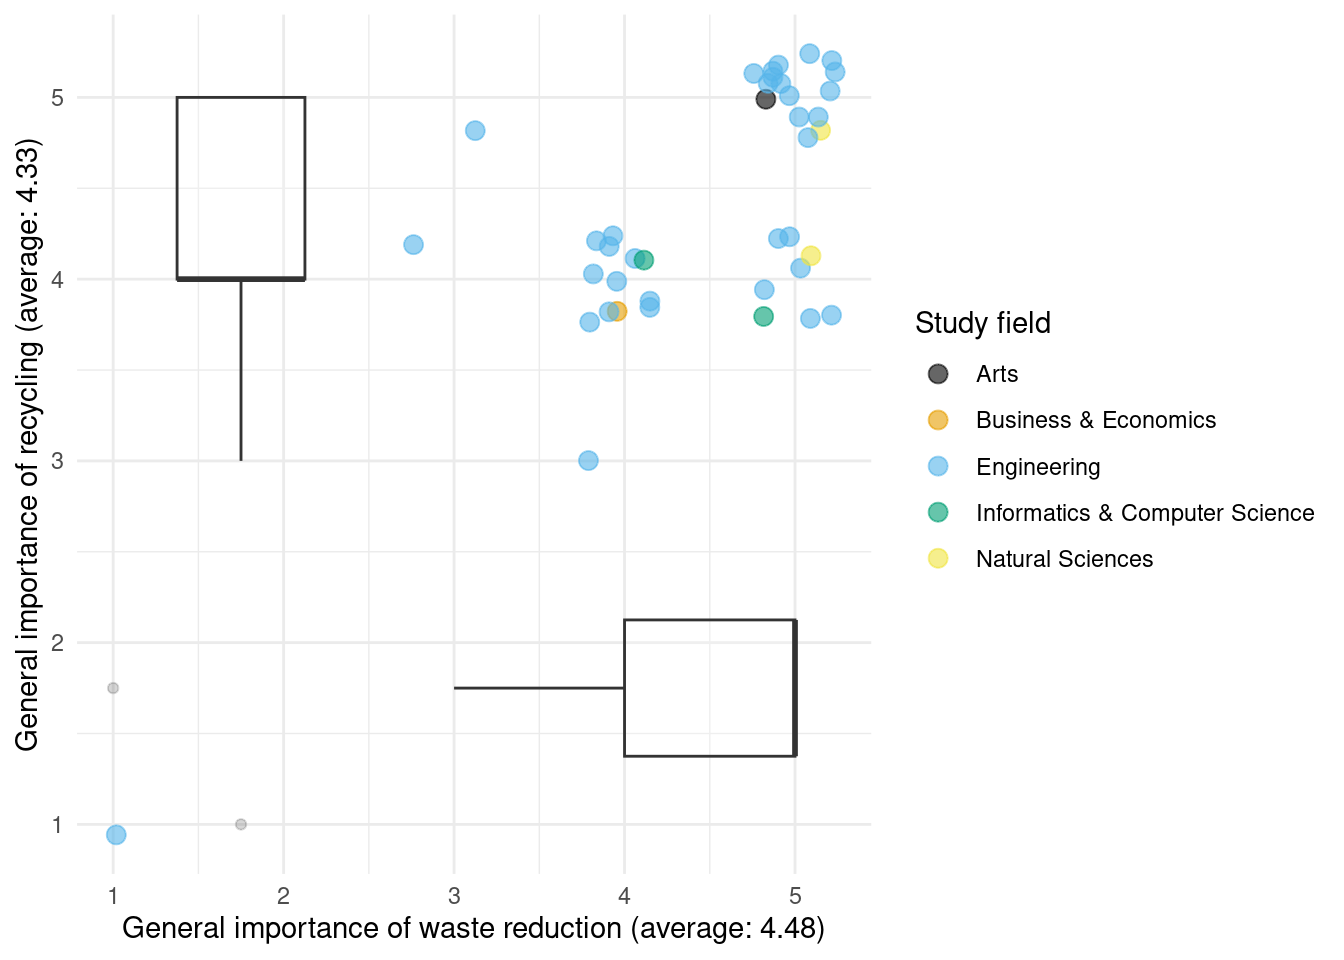 General importance of recycling (average: 4.33)
5
4
3
2
1
1 2 3 4 5
General importance of waste reduction (average: 4.48)
Study field
Arts
Business & Economics
Engineering
Informatics & Computer Science
Natural Sciences